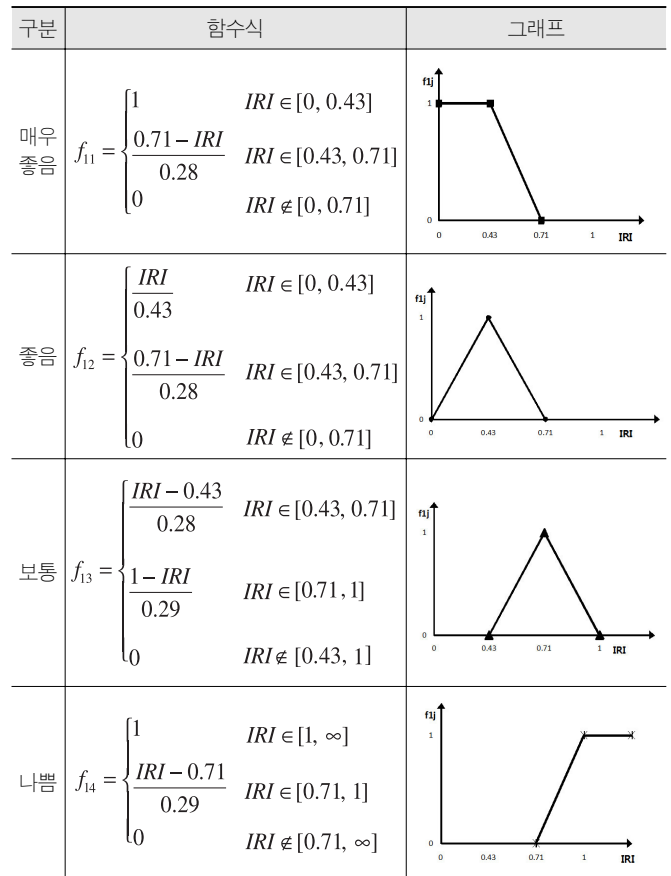 구분 함수식 그래프
매우 좋음
f₁₁ = { 1 IRI ∈ [0, 0.43]
(0.71 − IRI)/0.28 IRI ∈ [0.43, 0.71]
0 IRI ∉ [0, 0.71]
f1j
1
0
0 0.43 0.71 1 IRI
좋음
f₁₂ = { IRI/0.43 IRI ∈ [0, 0.43]
(0.71 − IRI)/0.28 IRI ∈ [0.43, 0.71]
0 IRI ∉ [0, 0.71]
f1j
1
0
0 0.43 0.71 1 IRI
보통
f₁₃ = { (IRI − 0.43)/0.28 IRI ∈ [0.43, 0.71]
(1 − IRI)/0.29 IRI ∈ [0.71, 1]
0 IRI ∉ [0.43, 1]
f1j
1
0
0 0.43 0.71 1 IRI
나쁨
f₁₄ = { 1 IRI ∈ [1, ∞]
(IRI − 0.71)/0.29 IRI ∈ [0.71, 1]
0 IRI ∉ [0.71, ∞]
f1j
1
0
0 0.43 0.71 1 IRI